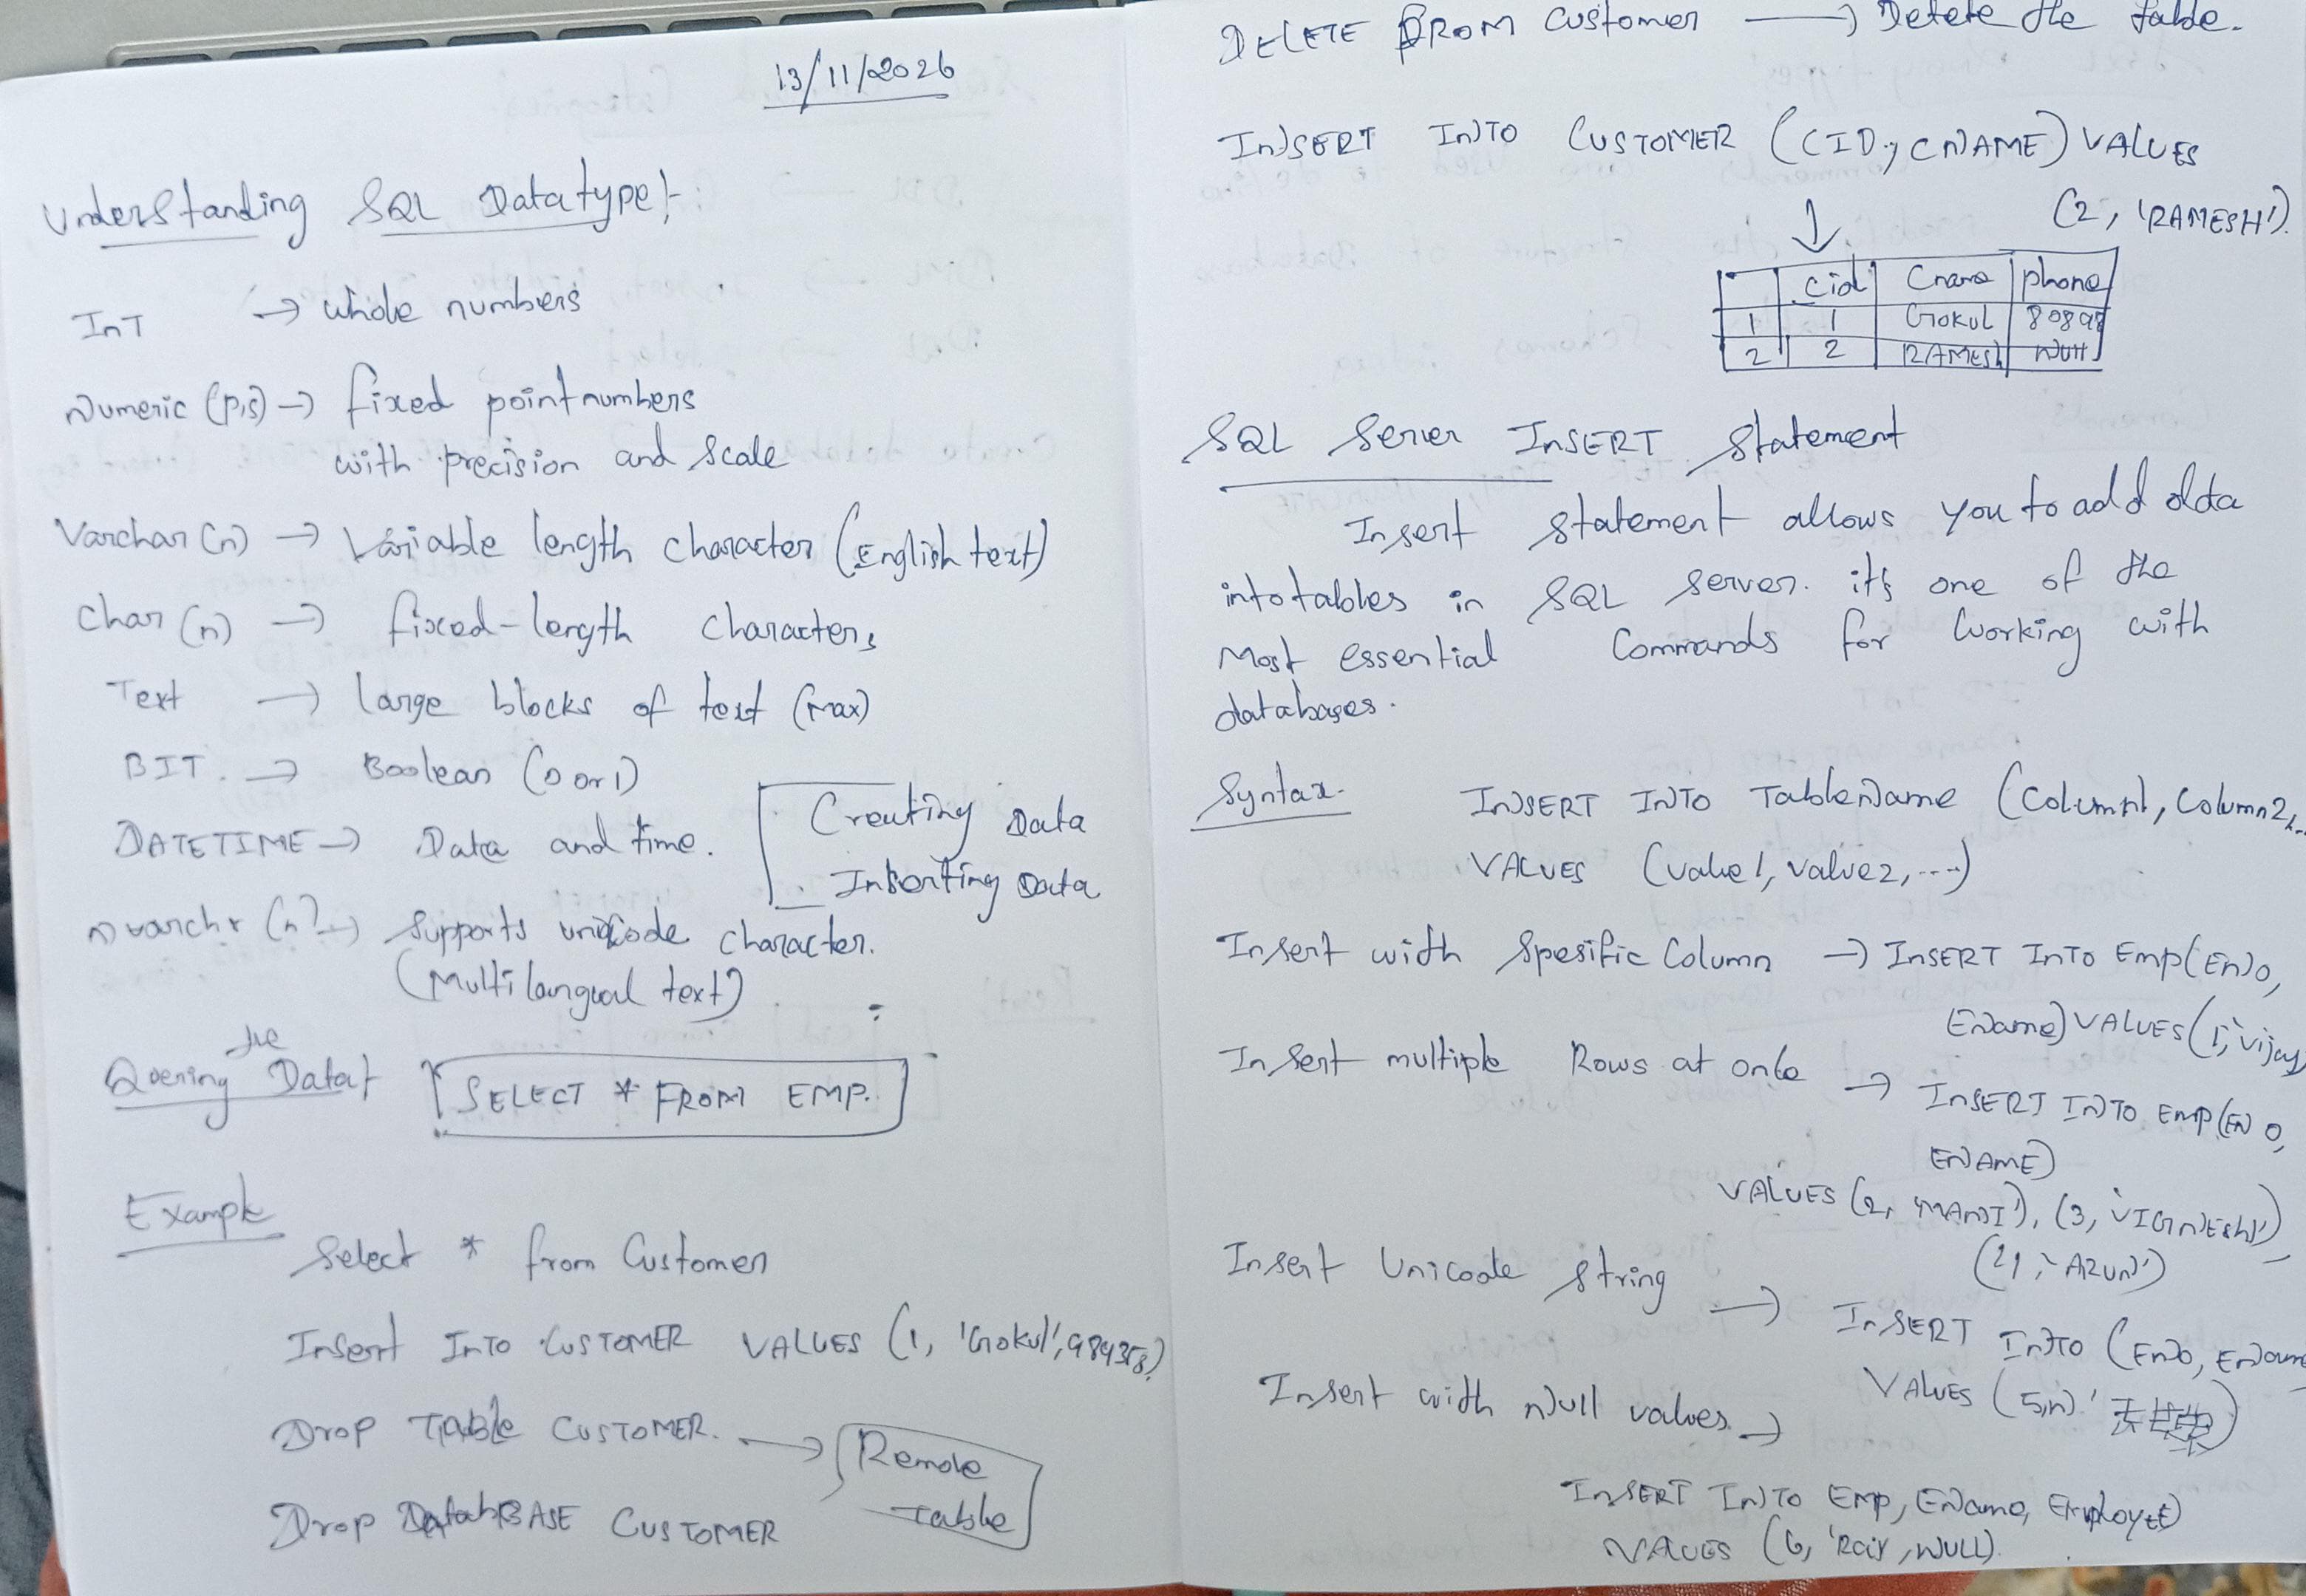 13/11/2026
Understanding SQL Datatype:-
INT → whole numbers
Numeric (P,S) → fixed point numbers
with precision and scale
Varchar (n) → Variable length character (English text)
Char (n) → fixed-length characters
Text → large blocks of text (max)
BIT → Boolean (0 or 1)
DATETIME → Data and time.
Creating Data
Inserting Data
Nvarchr (n) → Supports unicode character.
(Multilangual text)
Quering the Data
SELECT * FROM EMP.
Example
Select * from Customer
Insert INTO CUSTOMER VALUES (1, 'Gokul',
Drop Table CUSTOMER. → Remole
Table
Drop DatabBASE CUSTOMER
DELETE FROM Customer → Detete the table.
INSERT INTO CUSTOMER (CID, CNAME) VALUES
(2, 'RAMESH').
↓
cid Cname phone
1 1 Gokul 80898
2 2 RAMESH Null
SQL Server INSERT Statement
Insert statement allows you to add data
into tables in SQL server. it's one of the
Most essential Commands for Working with
databases.
Syntax INSERT INTO TableName (Column1, Column2,..
VALUES (value1, value2,....)
Insert with Spesific Column → INSERT INTO Emp(ENO,
EName) VALUES (1, 'vijay
Insert multiple Rows at onle → INSERT INTO EMP(ENO,
ENAME)
VALUES (2, 'MANI'), (3, 'VIGNESH'),
'ARUN')
Insert Unicode string → INSERT INTO (ENO, EName
VALUES (5,N'
Insert with Null values →
INSERT INTO Emp, EName, Employee)
VALUES (6, 'Raj', NULL).